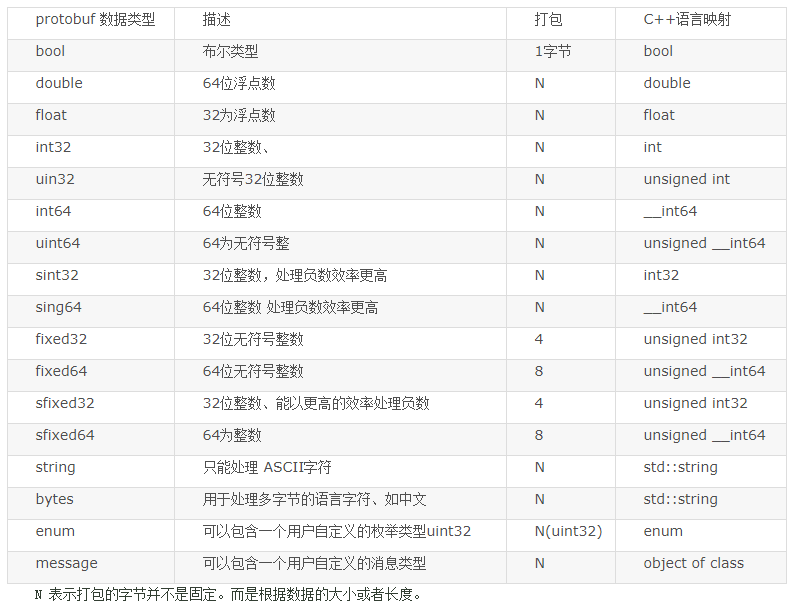 protobuf 数据类型 描述 打包 C++语言映射
bool 布尔类型 1字节 bool
double 64位浮点数 N double
float 32为浮点数 N float
int32 32位整数、 N int
uin32 无符号32位整数 N unsigned int
int64 64位整数 N __int64
uint64 64为无符号整 N unsigned __int64
sint32 32位整数，处理负数效率更高 N int32
sing64 64位整数 处理负数效率更高 N __int64
fixed32 32位无符号整数 4 unsigned int32
fixed64 64位无符号整数 8 unsigned __int64
sfixed32 32位整数、能以更高的效率处理负数 4 unsigned int32
sfixed64 64为整数 8 unsigned __int64
string 只能处理 ASCII字符 N std::string
bytes 用于处理多字节的语言字符、如中文 N std::string
enum 可以包含一个用户自定义的枚举类型uint32 N(uint32) enum
message 可以包含一个用户自定义的消息类型 N object of class
N 表示打包的字节并不是固定。而是根据数据的大小或者长度。